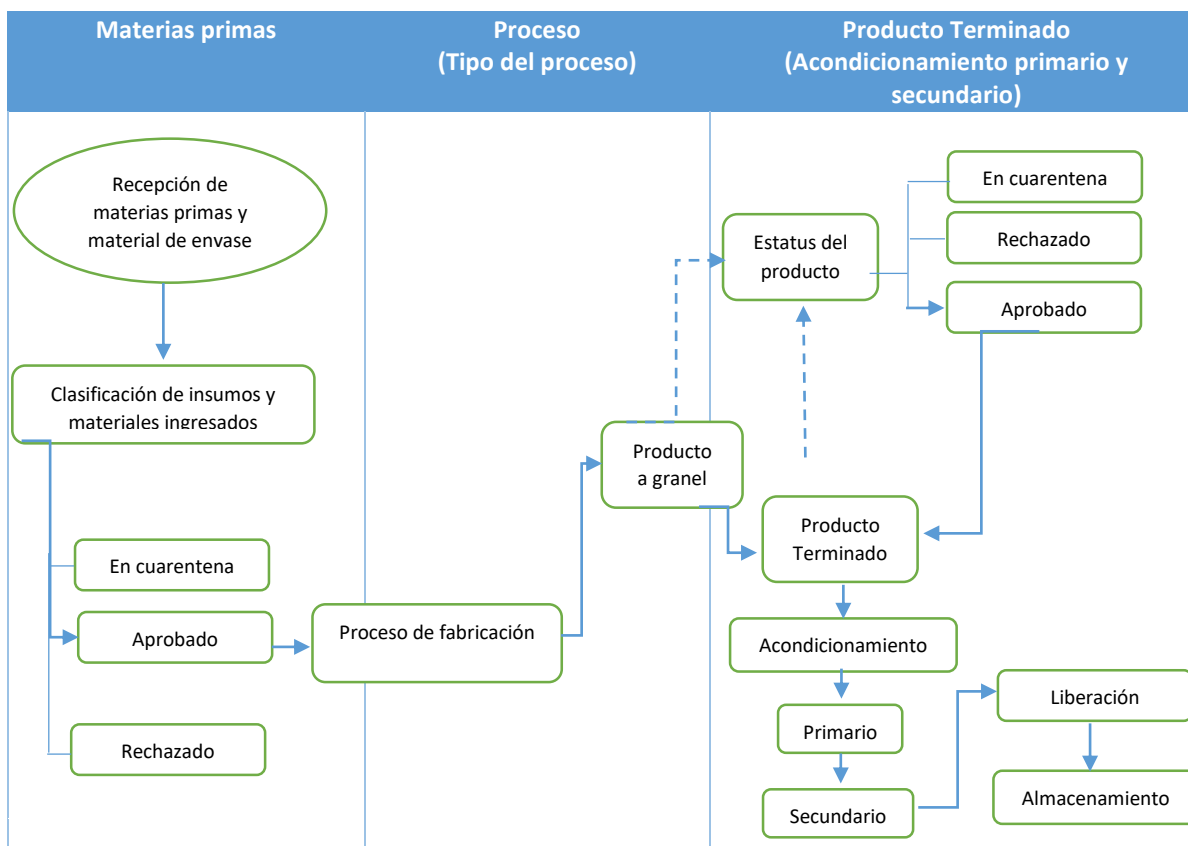 Materias primas
Proceso
(Tipo del proceso)
Producto Terminado
(Acondicionamiento primario y
secundario)
Recepción de
materias primas y
material de envase
Clasificación de insumos y
materiales ingresados
En cuarentena
Aprobado
Rechazado
Proceso de fabricación
Producto
a granel
Estatus del
producto
En cuarentena
Rechazado
Aprobado
Producto
Terminado
Acondicionamiento
Primario
Secundario
Liberación
Almacenamiento